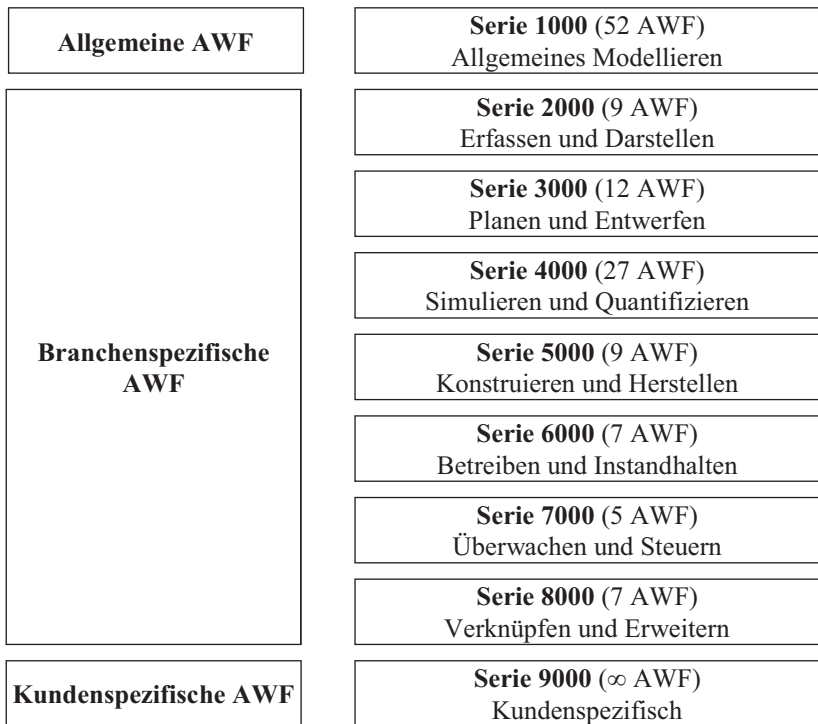 Allgemeine AWF
Serie 1000 (52 AWF)
Allgemeines Modellieren
Branchenspezifische
AWF
Serie 2000 (9 AWF)
Erfassen und Darstellen
Serie 3000 (12 AWF)
Planen und Entwerfen
Serie 4000 (27 AWF)
Simulieren und Quantifizieren
Serie 5000 (9 AWF)
Konstruieren und Herstellen
Serie 6000 (7 AWF)
Betreiben und Instandhalten
Serie 7000 (5 AWF)
Überwachen und Steuern
Serie 8000 (7 AWF)
Verknüpfen und Erweitern
Kundenspezifische AWF
Serie 9000 (∞ AWF)
Kundenspezifisch